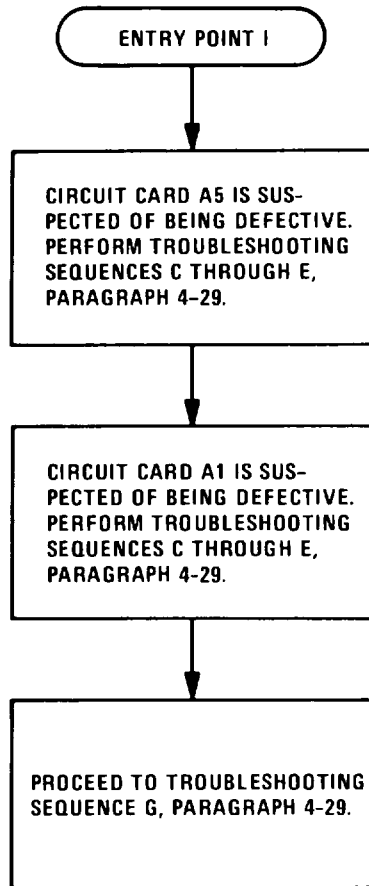 ENTRY POINT I
CIRCUIT CARD A5 IS SUS-
PECTED OF BEING DEFECTIVE.
PERFORM TROUBLESHOOTING
SEQUENCES C THROUGH E,
PARAGRAPH 4-29.
CIRCUIT CARD A1 IS SUS-
PECTED OF BEING DEFECTIVE.
PERFORM TROUBLESHOOTING
SEQUENCES C THROUGH E,
PARAGRAPH 4-29.
PROCEED TO TROUBLESHOOTING
SEQUENCE G, PARAGRAPH 4-29.